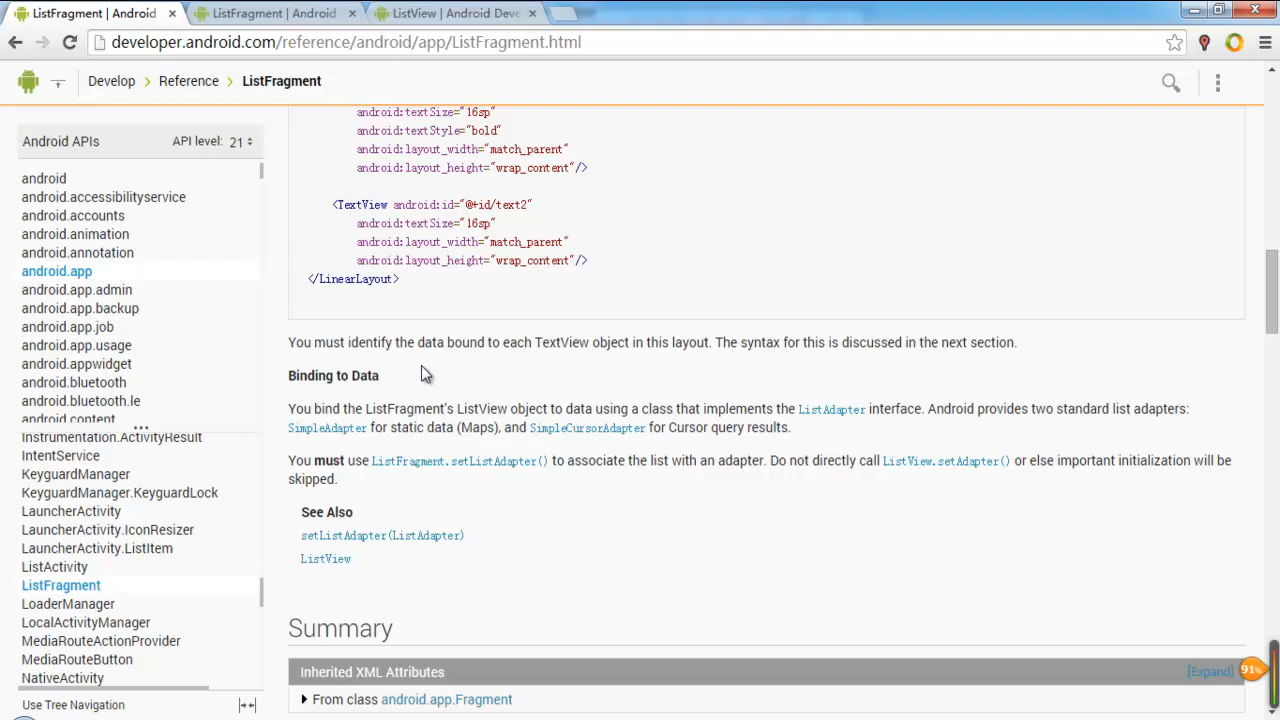 ListFragment | Android
ListFragment | Android
ListView | Android Deve
developer.android.com/reference/android/app/ListFragment.html
Develop > Reference > ListFragment
Android APIs
API level: 21
android
android.accessibilityservice
android.accounts
android.animation
android.annotation
android.app
android.app.admin
android.app.backup
android.app.job
android.app.usage
android.appwidget
android.bluetooth
android.bluetooth.le
android.content
Instrumentation.ActivityResult
IntentService
KeyguardManager
KeyguardManager.KeyguardLock
LauncherActivity
LauncherActivity.IconResizer
LauncherActivity.ListItem
ListActivity
ListFragment
LoaderManager
LocalActivityManager
MediaRouteActionProvider
MediaRouteButton
NativeActivity
Use Tree Navigation
android:textSize="16sp"
android:textStyle="bold"
android:layout_width="match_parent"
android:layout_height="wrap_content"/>
<TextView android:id="@+id/text2"
android:textSize="16sp"
android:layout_width="match_parent"
android:layout_height="wrap_content"/>
</LinearLayout>
You must identify the data bound to each TextView object in this layout. The syntax for this is discussed in the next section.
Binding to Data
You bind the ListFragment's ListView object to data using a class that implements the ListAdapter interface. Android provides two standard list adapters:
SimpleAdapter for static data (Maps), and SimpleCursorAdapter for Cursor query results.
You must use ListFragment.setListAdapter() to associate the list with an adapter. Do not directly call ListView.setAdapter() or else important initialization will be
skipped.
See Also
setListAdapter(ListAdapter)
ListView
Summary
Inherited XML Attributes
[Expand]
From class android.app.Fragment
91%